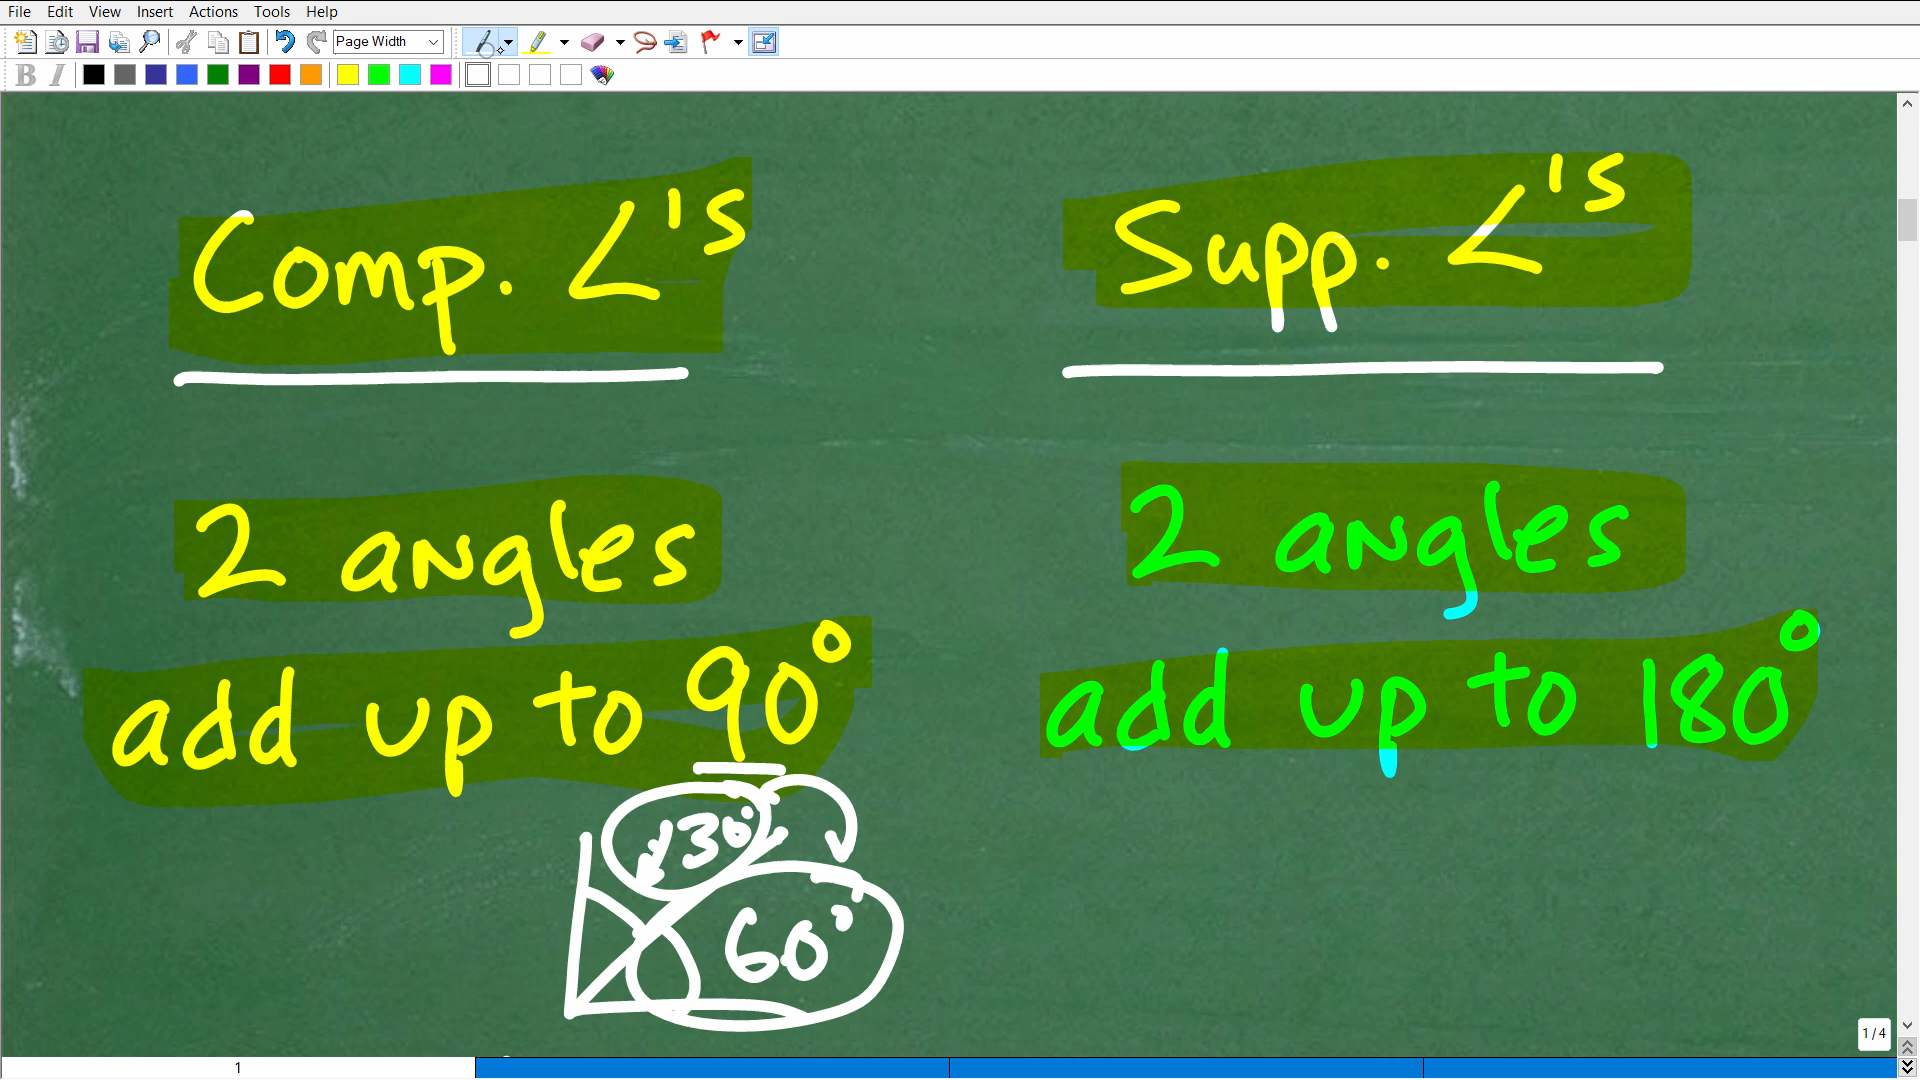 File Edit View Insert Actions Tools Help
Page Width
B I
Comp. ∠'s
Supp. ∠'s
2 angles
add up to 90°
2 angles
add up to 180°
30°
60°
1 / 4
1